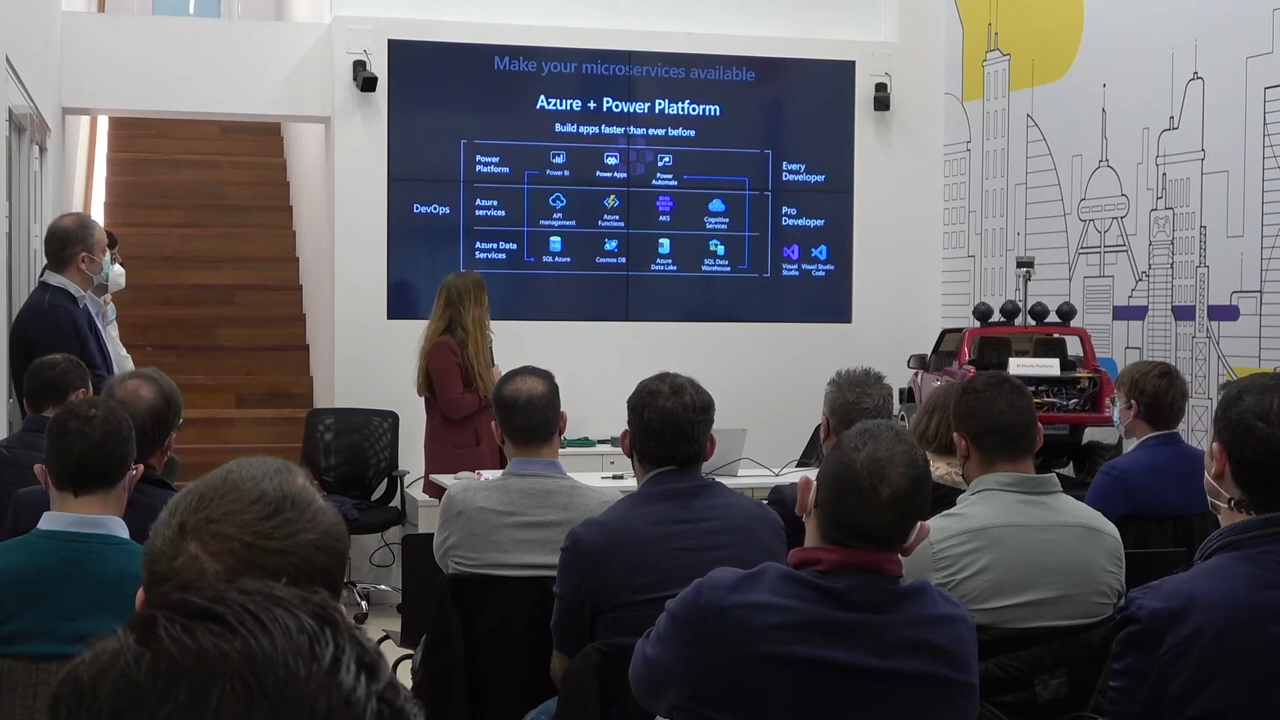 Make your microservices available
Azure + Power Platform
Build apps faster than ever before
Power
Platform
Power BI
Power Apps
Power
Automate
Every
Developer
DevOps
Azure
services
API
management
Azure
Functions
AKS
Cognitive
Services
Pro
Developer
Azure Data
Services
SQL Azure
Cosmos DB
Azure
Data Lake
SQL Data
Warehouse
Visual
Studio
Visual Studio
Code